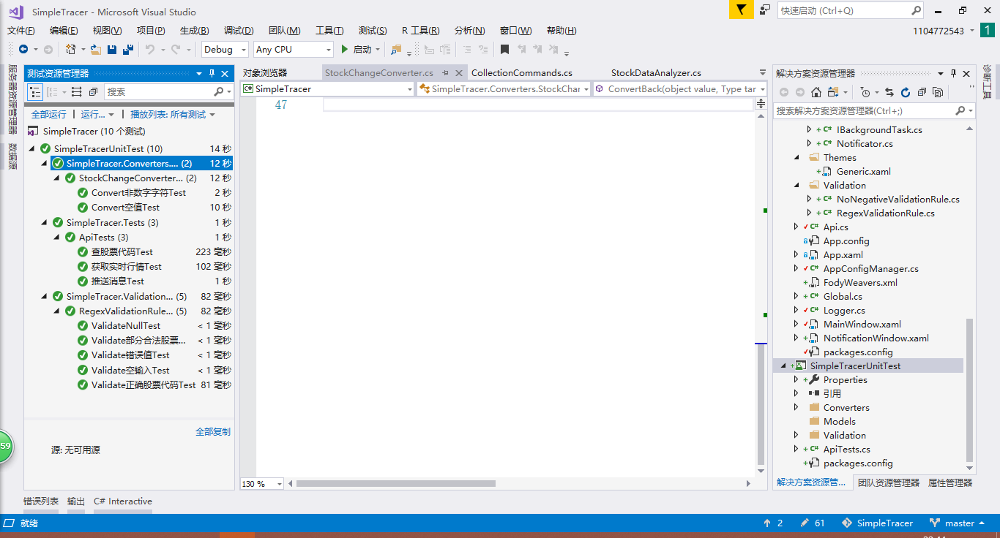 SimpleTracer - Microsoft Visual Studio
快速启动 (Ctrl+Q)
文件(F) 编辑(E) 视图(V) 项目(P) 生成(B) 调试(D) 团队(M) 工具(T) 测试(S) R 工具(R) 分析(N) 窗口(W) 帮助(H)
1104772543
1
Debug Any CPU 启动
服务器资源管理器
数据源
测试资源管理器
搜索
全部运行 运行... 播放列表: 所有测试
SimpleTracer (10 个测试)
SimpleTracerUnitTest (10) 14 秒
SimpleTracer.Converters.... (2) 12 秒
StockChangeConverter... (2) 12 秒
Convert非数字字符Test 2 秒
Convert空值Test 10 秒
SimpleTracer.Tests (3) 1 秒
ApiTests (3) 1 秒
查股票代码Test 223 毫秒
获取实时行情Test 102 毫秒
推送消息Test 1 秒
SimpleTracer.Validation... (5) 82 毫秒
RegexValidationRule... (5) 82 毫秒
ValidateNullTest < 1 毫秒
Validate部分合法股票... < 1 毫秒
Validate错误值Test < 1 毫秒
Validate空输入Test < 1 毫秒
Validate正确股票代码Test 81 毫秒
全部复制
源: 无可用源
59
对象浏览器 StockChangeConverter.cs CollectionCommands.cs StockDataAnalyzer.cs
C# SimpleTracer SimpleTracer.Converters.StockChar ConvertBack(object value, Type tar
47
130 %
解决方案资源管理器
搜索解决方案资源管理器(Ctrl+;)
C# IBackgroundTask.cs
C# Notificator.cs
Themes
Generic.xaml
Validation
C# NoNegativeValidationRule.cs
C# RegexValidationRule.cs
C# Api.cs
App.config
App.xaml
C# AppConfigManager.cs
FodyWeavers.xml
C# Global.cs
C# Logger.cs
MainWindow.xaml
NotificationWindow.xaml
packages.config
SimpleTracerUnitTest
Properties
引用
Converters
Models
Validation
C# ApiTests.cs
packages.config
解决方案资源管... 团队资源管理器 属性管理器
诊断工具
错误列表 输出 C# Interactive
就绪
2 61 SimpleTracer master